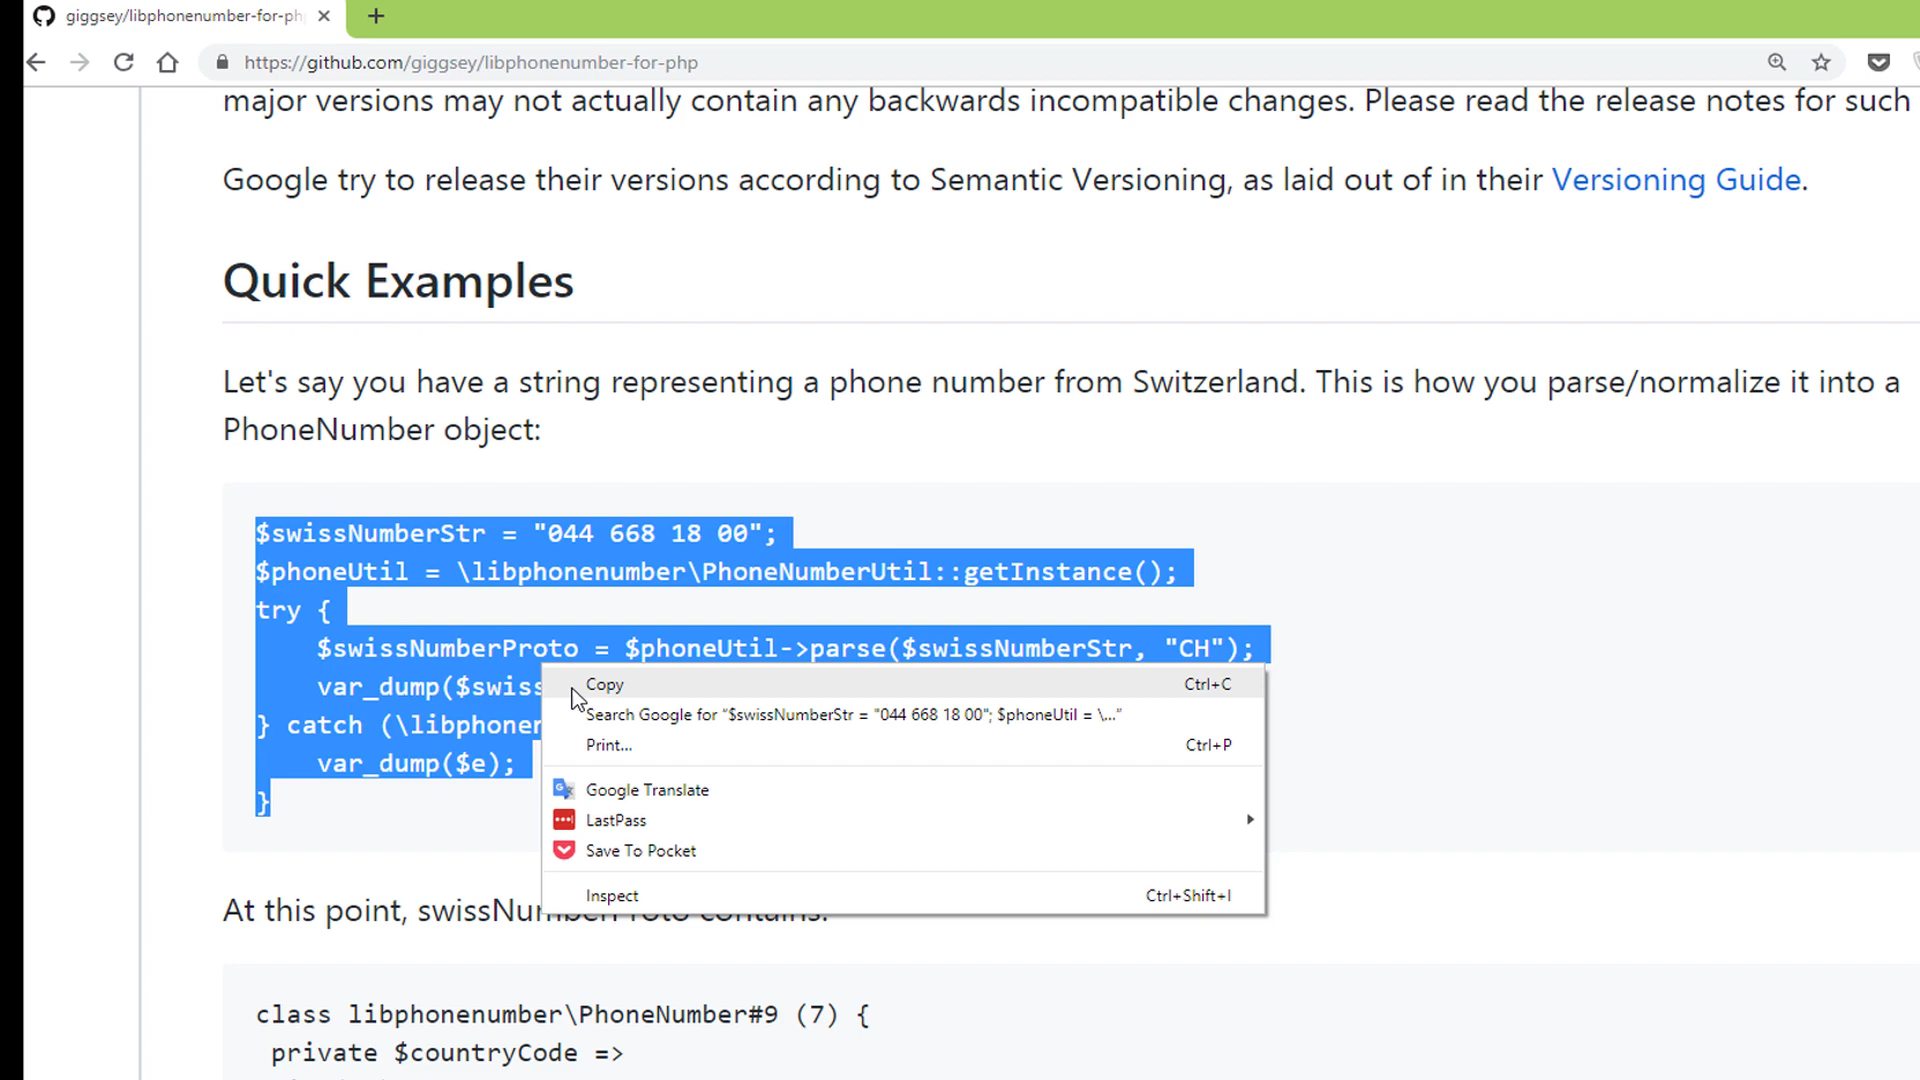 giggsey/libphonenumber-for-ph
https://github.com/giggsey/libphonenumber-for-php
major versions may not actually contain any backwards incompatible changes. Please read the release notes for such
Google try to release their versions according to Semantic Versioning, as laid out of in their Versioning Guide.
Quick Examples
Let's say you have a string representing a phone number from Switzerland. This is how you parse/normalize it into a
PhoneNumber object:
$swissNumberStr = "044 668 18 00";
$phoneUtil = \libphonenumber\PhoneNumberUtil::getInstance();
try {
$swissNumberProto = $phoneUtil->parse($swissNumberStr, "CH");
var_dump($swiss
} catch (\libphonen
var_dump($e);
}
Copy Ctrl+C
Search Google for “$swissNumberStr = "044 668 18 00"; $phoneUtil = \...”
Print... Ctrl+P
Google Translate
LastPass
Save To Pocket
Inspect Ctrl+Shift+I
At this point, swissNumberProto contains:
class libphonenumber\PhoneNumber#9 (7) {
private $countryCode =>